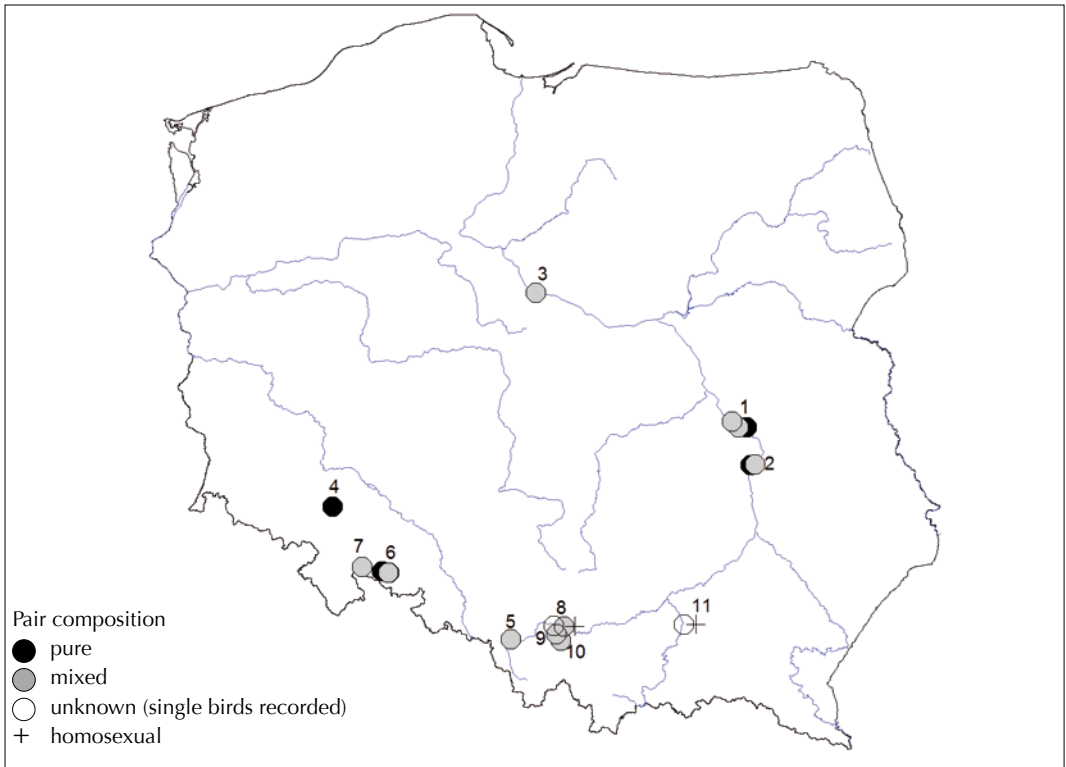 3
1
2
4
7 6
8 11
5 9
10
Pair composition
pure
mixed
unknown (single birds recorded)
+ homosexual